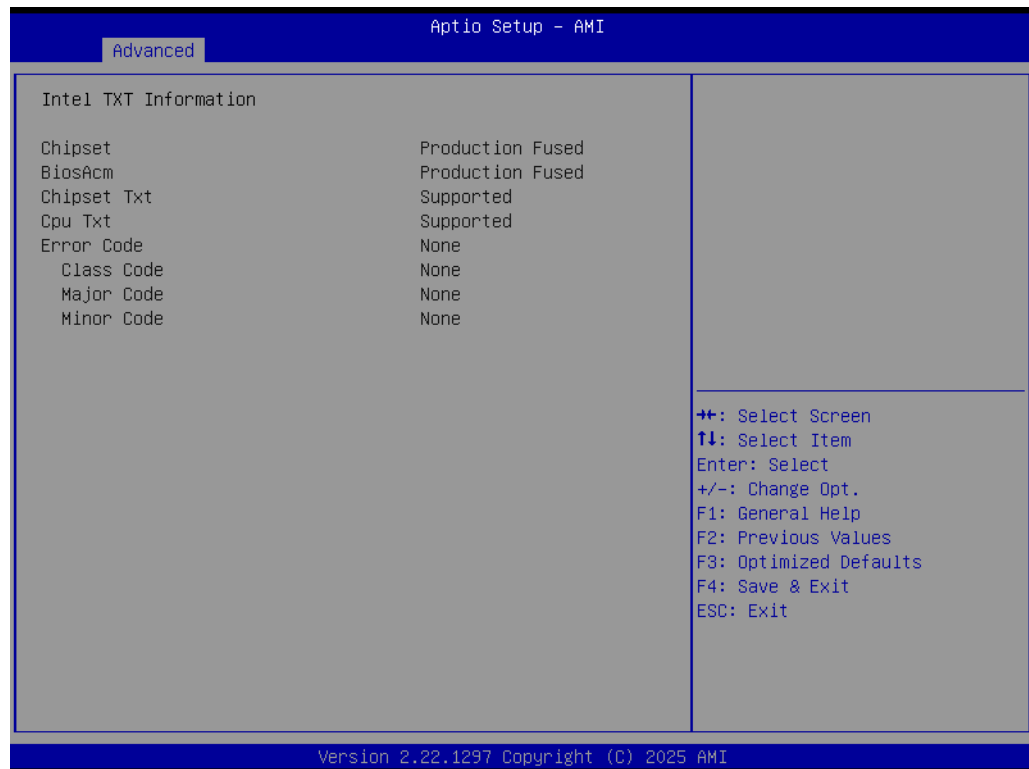 Aptio Setup – AMI
Advanced
Intel TXT Information
Chipset Production Fused
BiosAcm Production Fused
Chipset Txt Supported
Cpu Txt Supported
Error Code None
Class Code None
Major Code None
Minor Code None
→←: Select Screen
↑↓: Select Item
Enter: Select
+/-: Change Opt.
F1: General Help
F2: Previous Values
F3: Optimized Defaults
F4: Save & Exit
ESC: Exit
Version 2.22.1297 Copyright (C) 2025 AMI